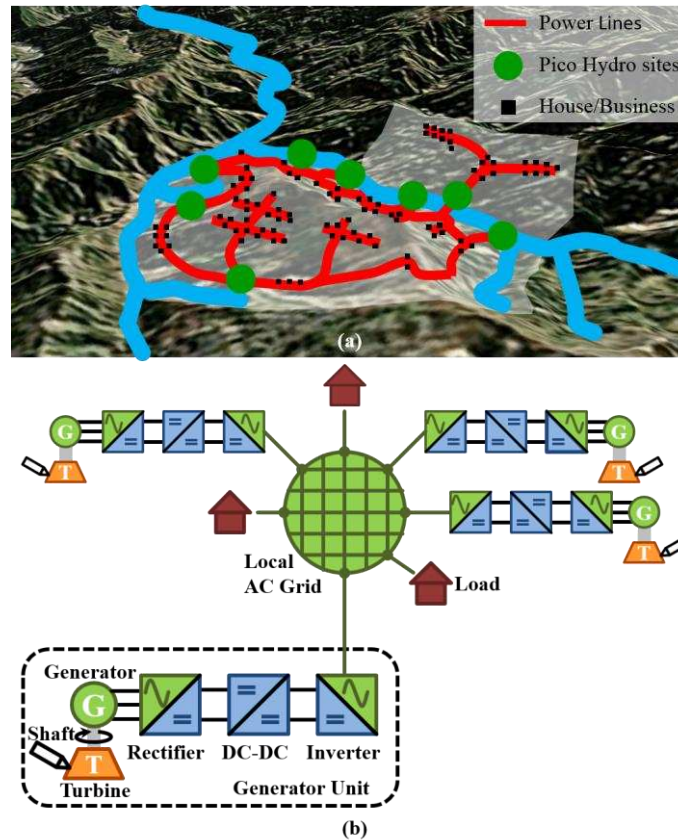 Power Lines
Pico Hydro sites
House/Business
(a)
G
T
G
T
G
T
Local
AC Grid
Load
Generator
G
Shaft
T
Turbine
Rectifier
DC-DC
Inverter
Generator Unit
(b)